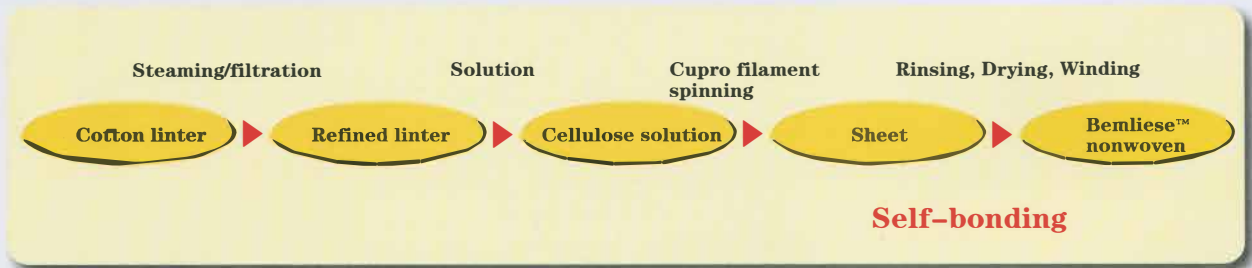 Steaming/filtration
Solution
Cupro filament
spinning
Rinsing, Drying, Winding
Cotton linter
Refined linter
Cellulose solution
Sheet
Bemliese™
nonwoven
Self-bonding